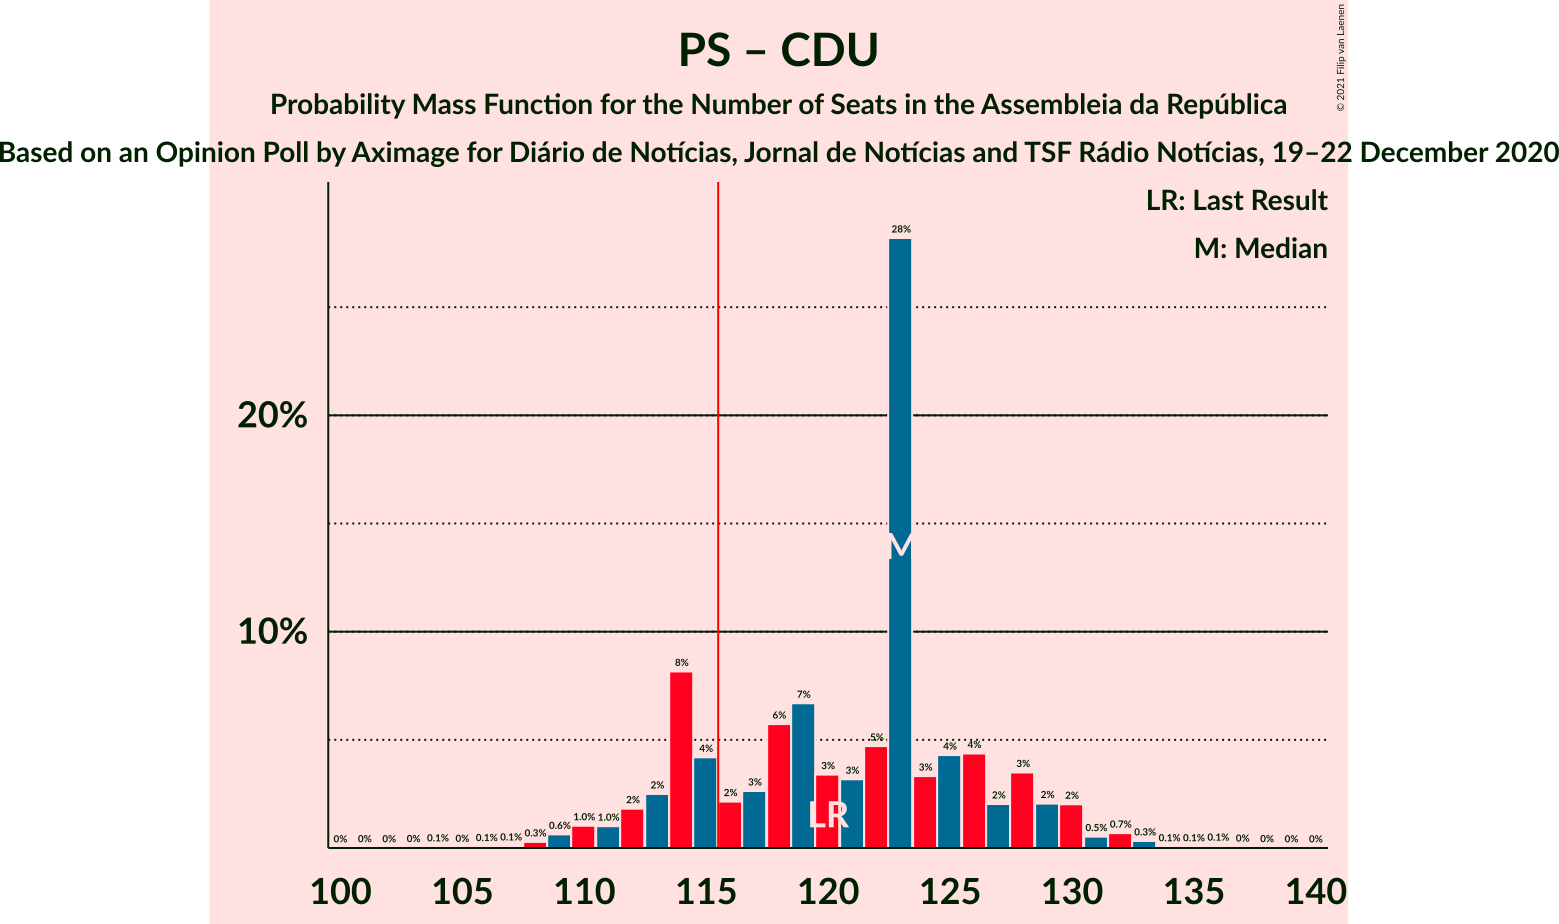 PS – CDU
Probability Mass Function for the Number of Seats in the Assembleia da República
Based on an Opinion Poll by Aximage for Diário de Notícias, Jornal de Notícias and TSF Rádio Notícias, 19–22 December 2020
© 2021 Filip van Laenen
LR: Last Result
M: Median
28%
20%
M
10%
8%
7%
6%
5%
4% 4% 4%
3% 3% 3% 3% 3%
2% 2% 2% 2% 2% 2%
LR
0% 0% 0% 0% 0.1% 0% 0.1% 0.1% 0.3% 0.6% 1.0% 1.0%
0.5% 0.7% 0.3% 0.1% 0.1% 0.1% 0% 0% 0% 0%
100 105 110 115 120 125 130 135 140